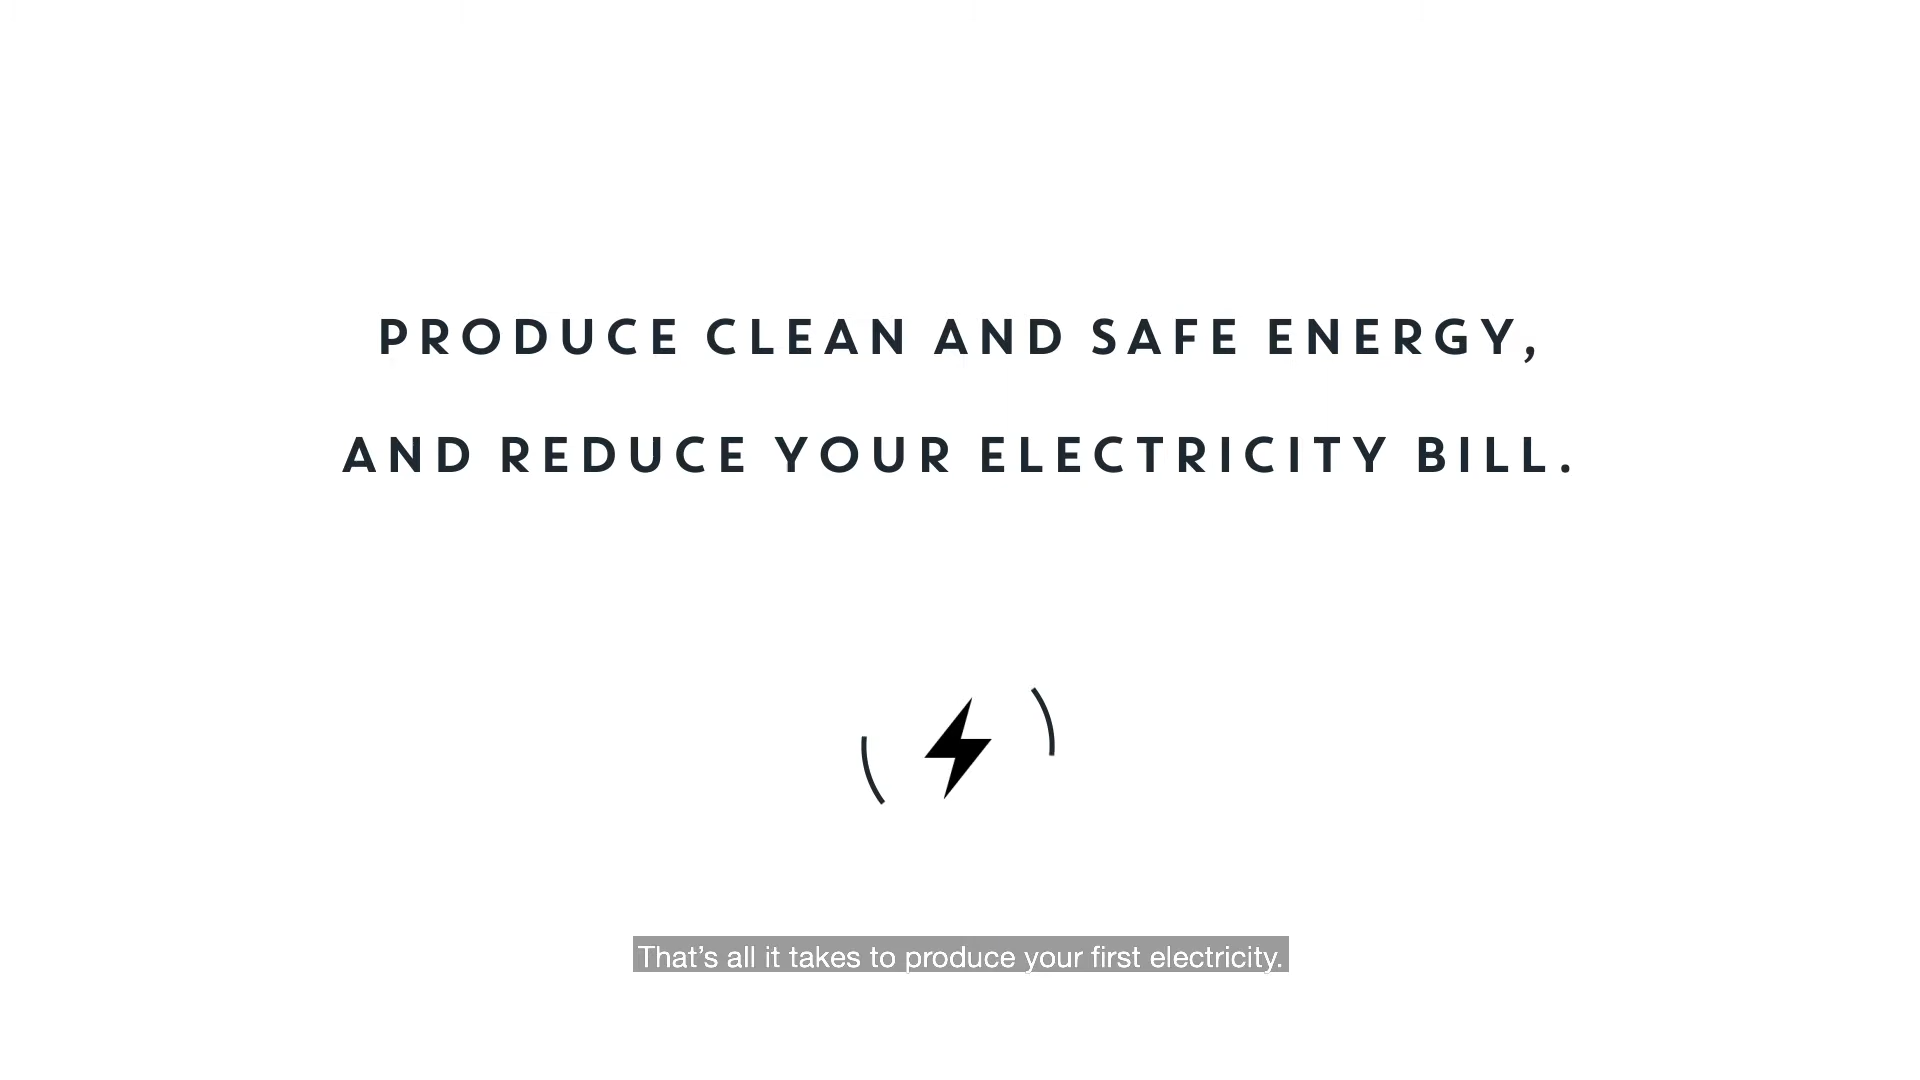 PRODUCE CLEAN AND SAFE ENERGY,
AND REDUCE YOUR ELECTRICITY BILL.
That’s all it takes to produce your first electricity.